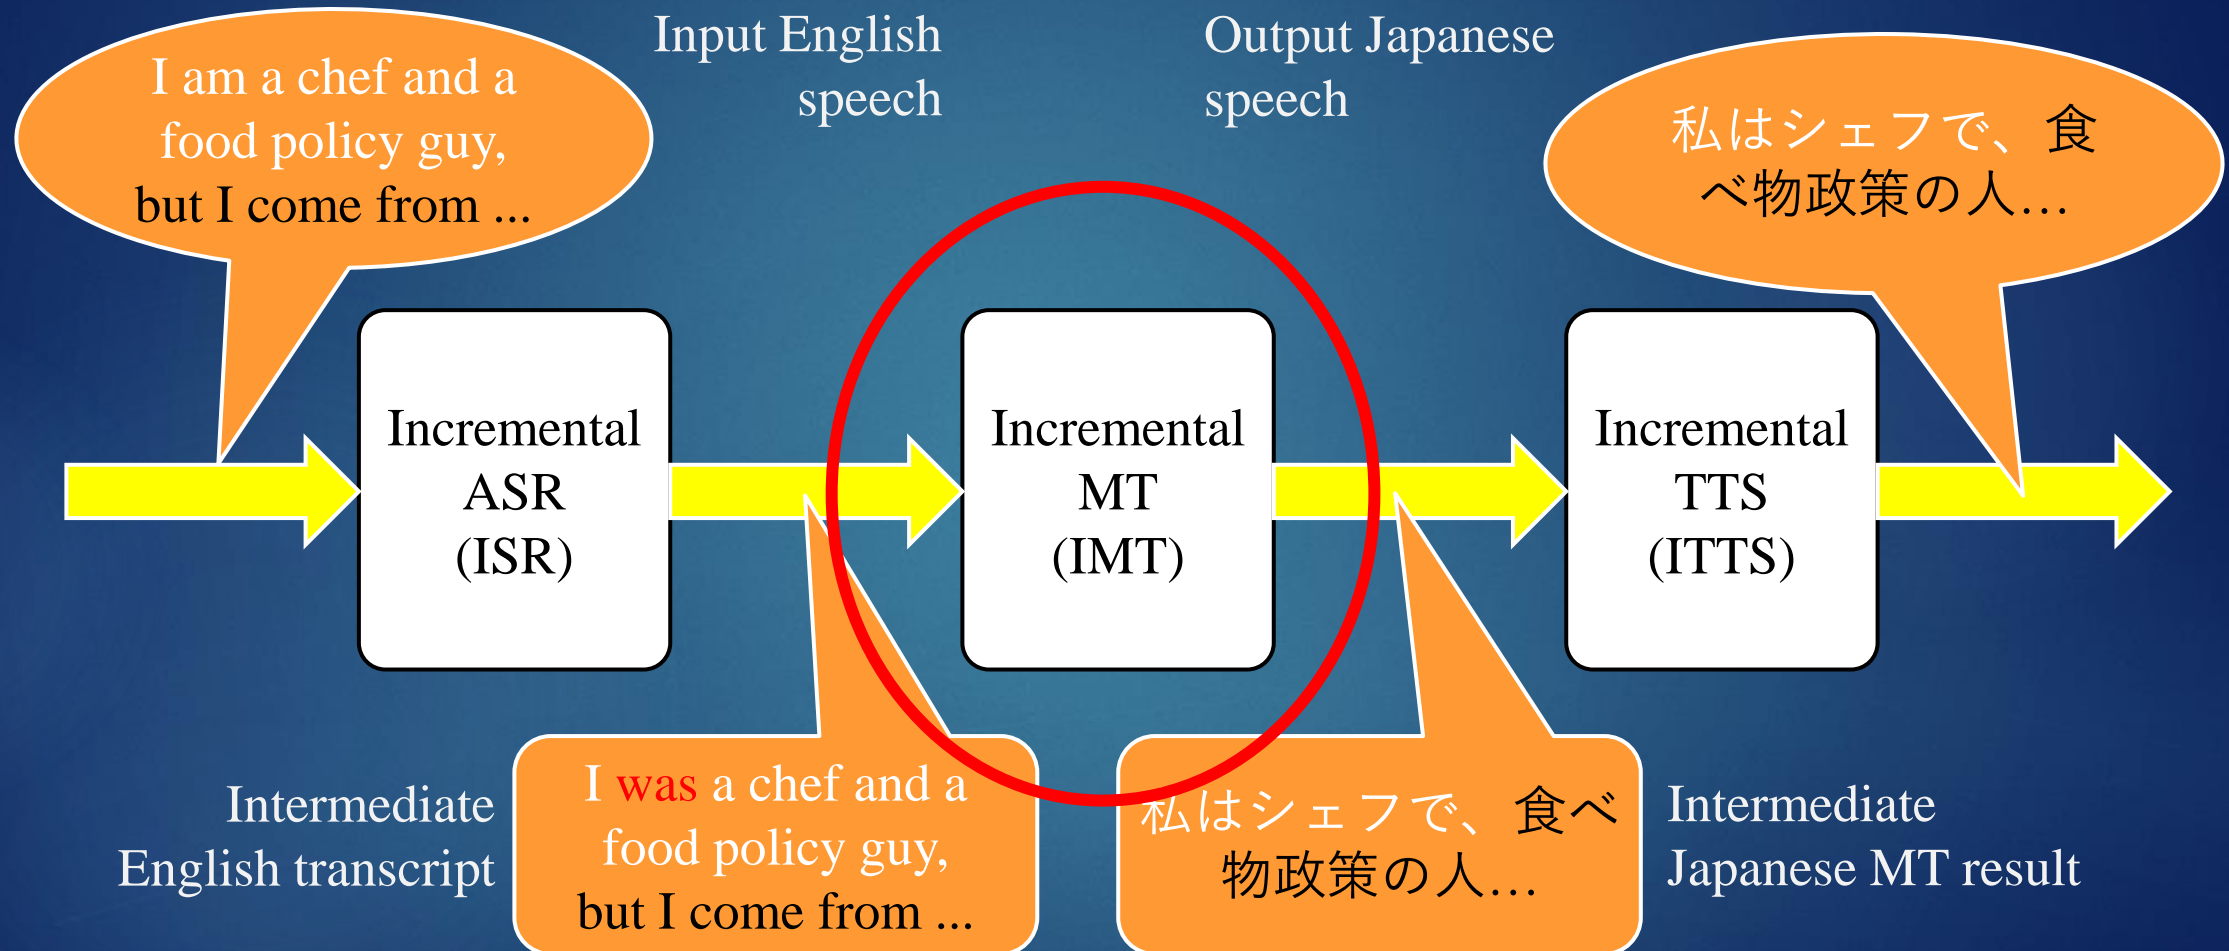 I am a chef and a
food policy guy,
but I come from ...
Input English
speech
Output Japanese
speech
私はシェフで、食
べ物政策の人…
Incremental
ASR
(ISR)
Incremental
MT
(IMT)
Incremental
TTS
(ITTS)
Intermediate
English transcript
I was a chef and a
food policy guy,
but I come from ...
私はシェフで、食べ
物政策の人…
Intermediate
Japanese MT result